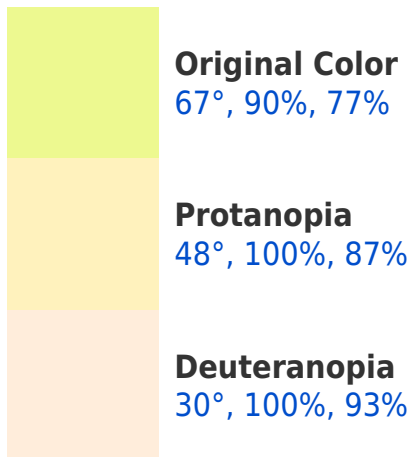 Original Color
67°, 90%, 77%
Protanopia
48°, 100%, 87%
Deuteranopia
30°, 100%, 93%